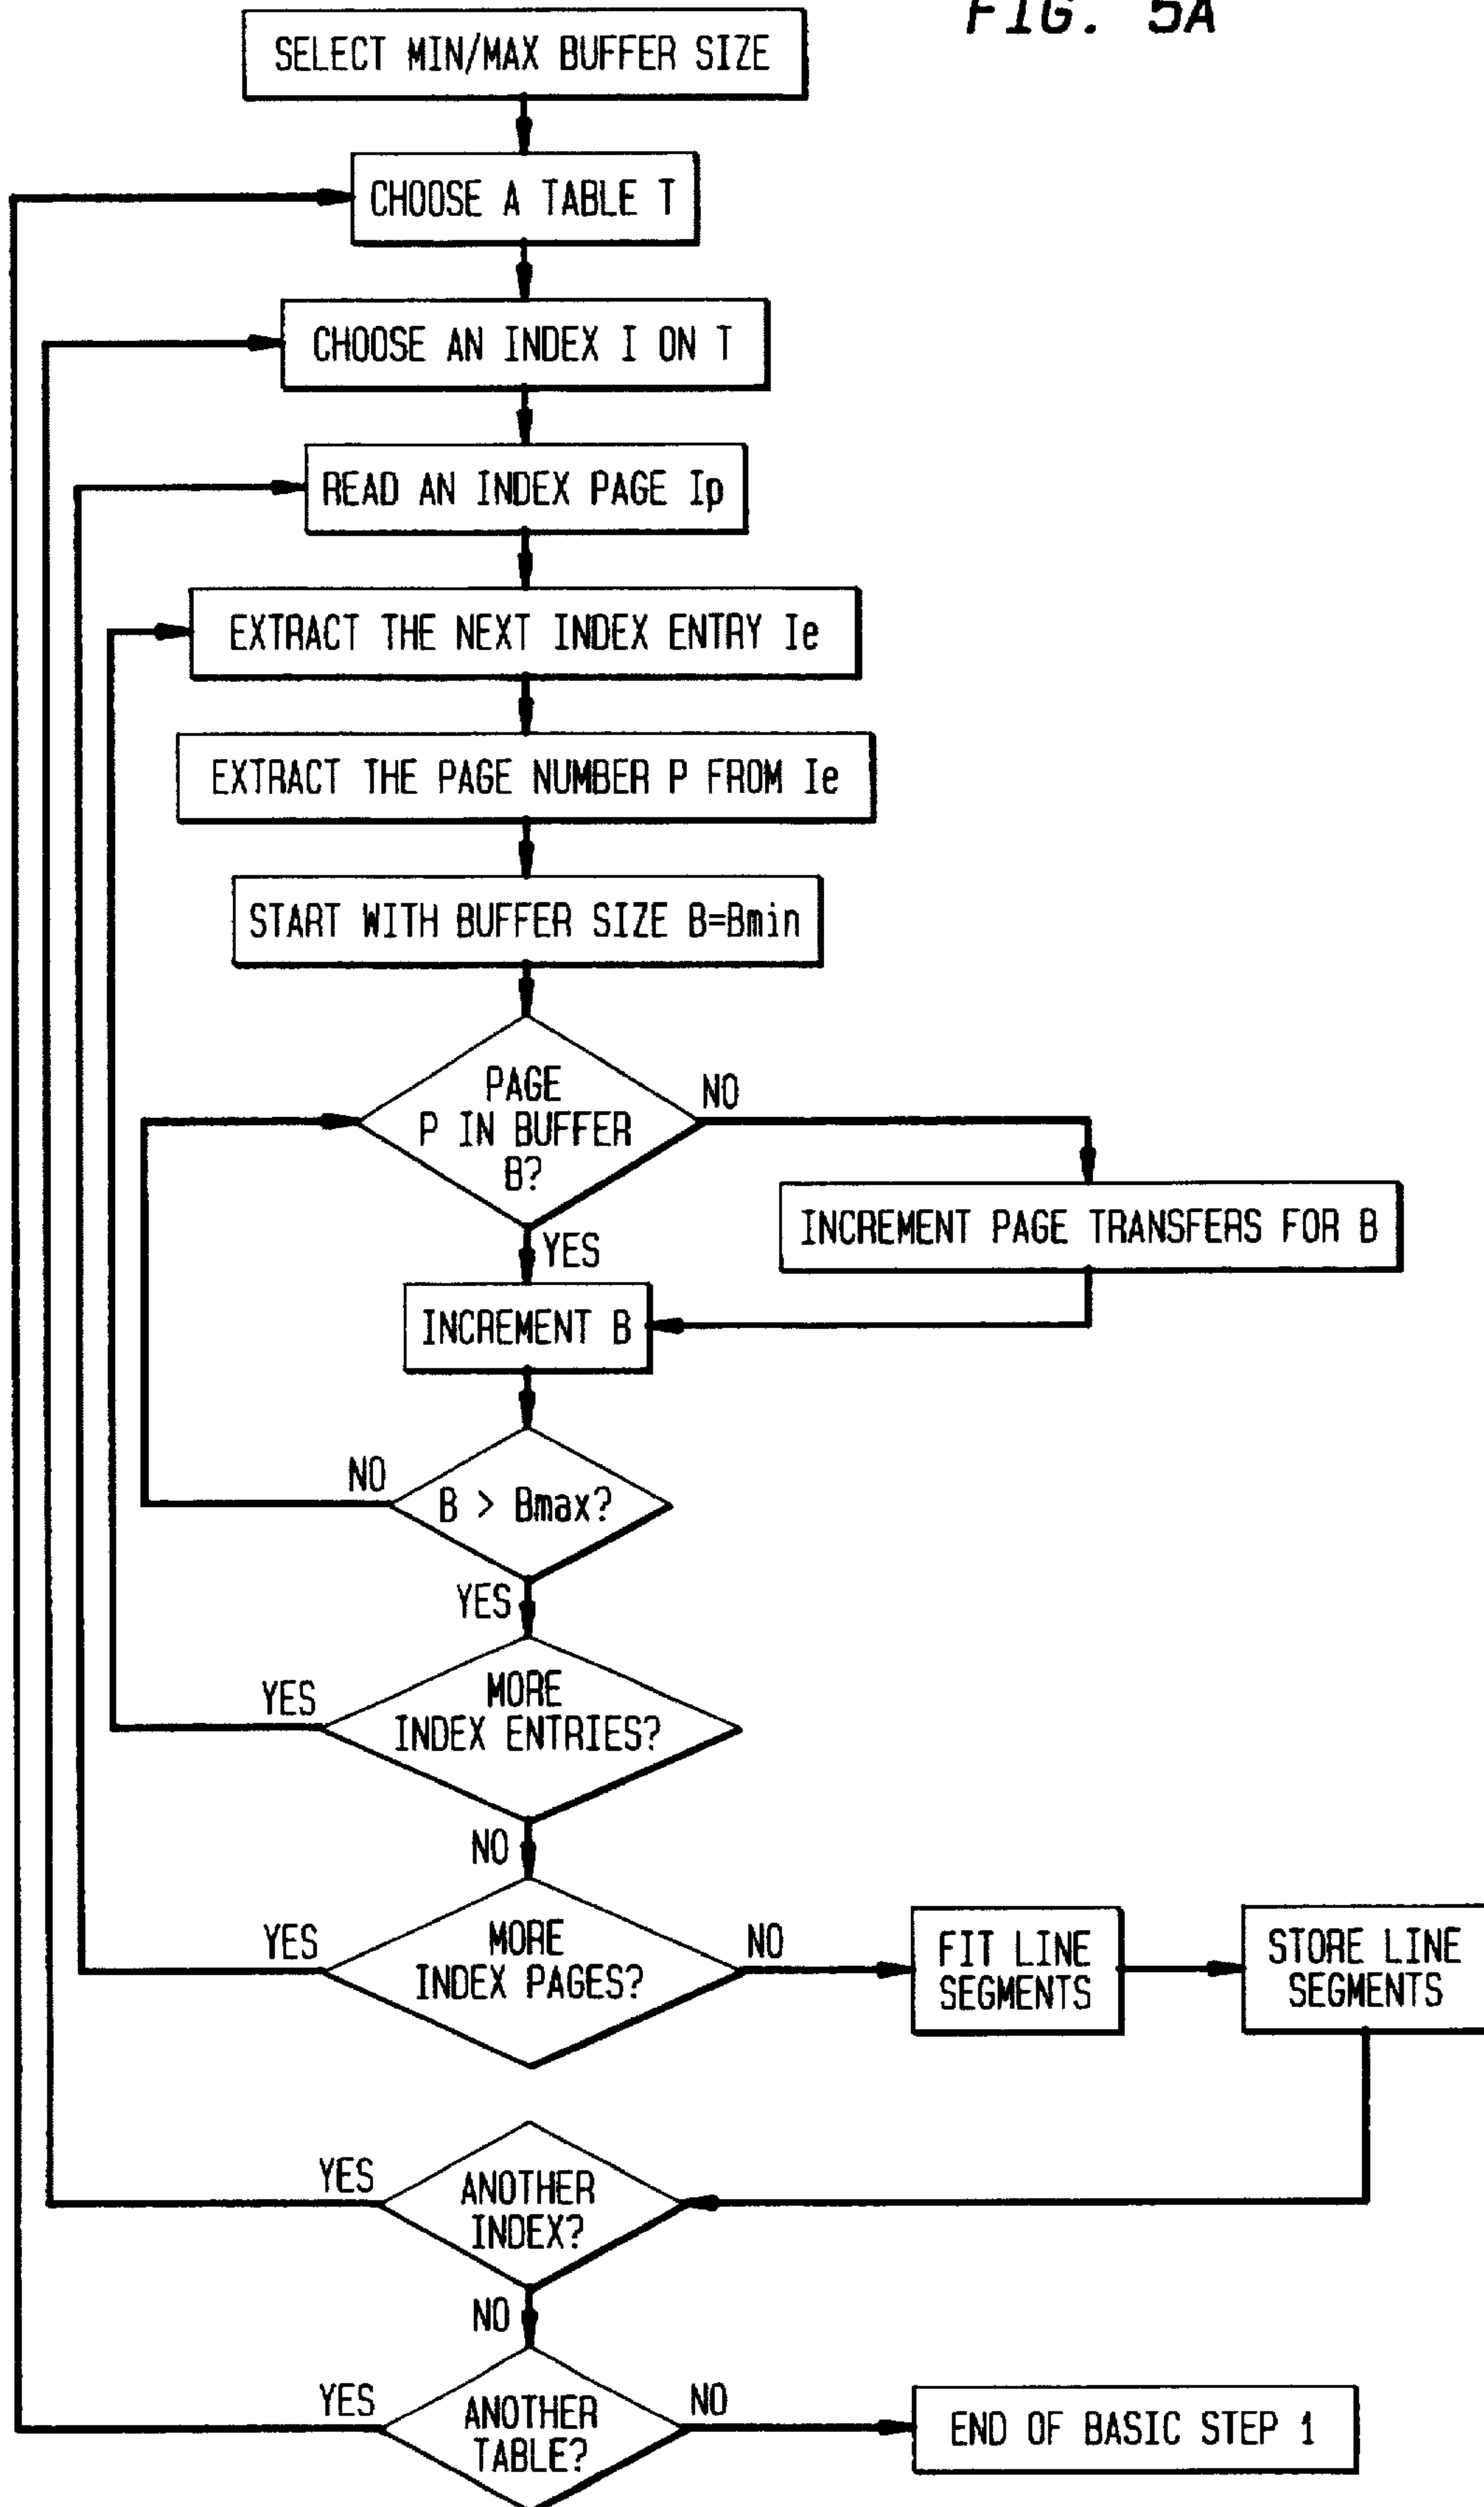 FIG. 5A
SELECT MIN/MAX BUFFER SIZE
CHOOSE A TABLE T
CHOOSE AN INDEX I ON T
READ AN INDEX PAGE Ip
EXTRACT THE NEXT INDEX ENTRY Ie
EXTRACT THE PAGE NUMBER P FROM Ie
START WITH BUFFER SIZE B=Bmin
PAGE
P IN BUFFER
B?
NO
INCREMENT PAGE TRANSFERS FOR B
YES
INCREMENT B
NO
B > Bmax?
YES
YES
MORE
INDEX ENTRIES?
NO
YES
MORE
INDEX PAGES?
NO
FIT LINE
SEGMENTS
STORE LINE
SEGMENTS
YES
ANOTHER
INDEX?
NO
YES
ANOTHER
TABLE?
NO
END OF BASIC STEP 1